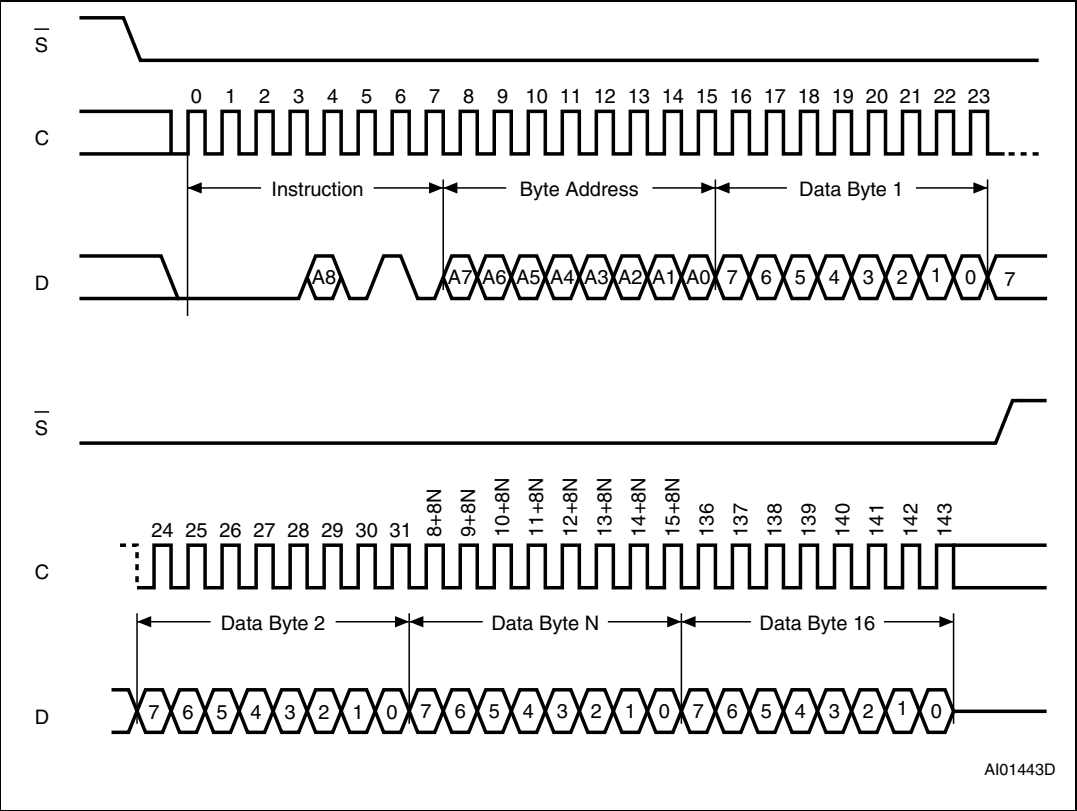 S
0 1 2 3 4 5 6 7 8 9 10 11 12 13 14 15 16 17 18 19 20 21 22 23
C
Instruction Byte Address Data Byte 1
D A8 A7 A6 A5 A4 A3 A2 A1 A0 7 6 5 4 3 2 1 0 7
S
24 25 26 27 28 29 30 31 8+8N 9+8N 10+8N 11+8N 12+8N 13+8N 14+8N 15+8N 136 137 138 139 140 141 142 143
C
Data Byte 2 Data Byte N Data Byte 16
D 7 6 5 4 3 2 1 0 7 6 5 4 3 2 1 0 7 6 5 4 3 2 1 0
AI01443D